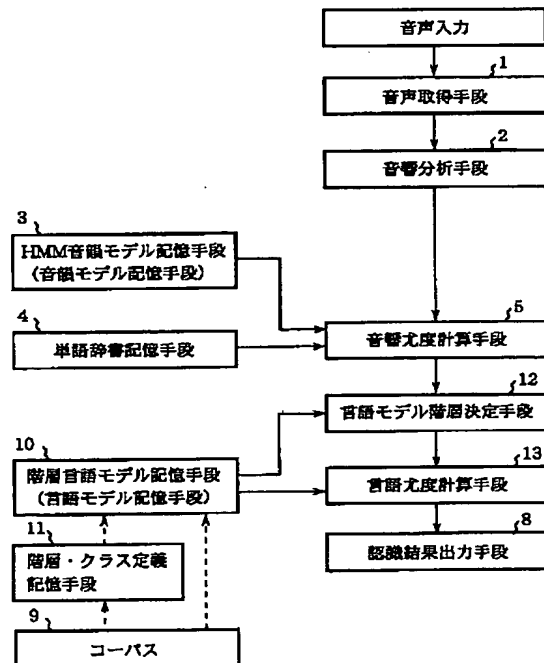 音声入力
1
音声取得手段
2
音響分析手段
3
HMM音韻モデル記憶手段
(音韻モデル記憶手段)
4
単語辞書記憶手段
5
音響尤度計算手段
12
言語モデル階層決定手段
10
階層言語モデル記憶手段
(言語モデル記憶手段)
13
言語尤度計算手段
11
階層・クラス定義
記憶手段
8
認識結果出力手段
9
コーパス